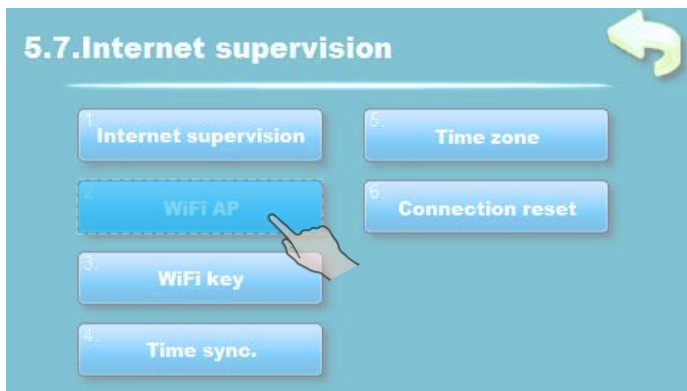 5.7.Internet supervision
1.
Internet supervision
2.
WiFi AP
3.
WiFi key
4.
Time sync.
5.
Time zone
6.
Connection reset